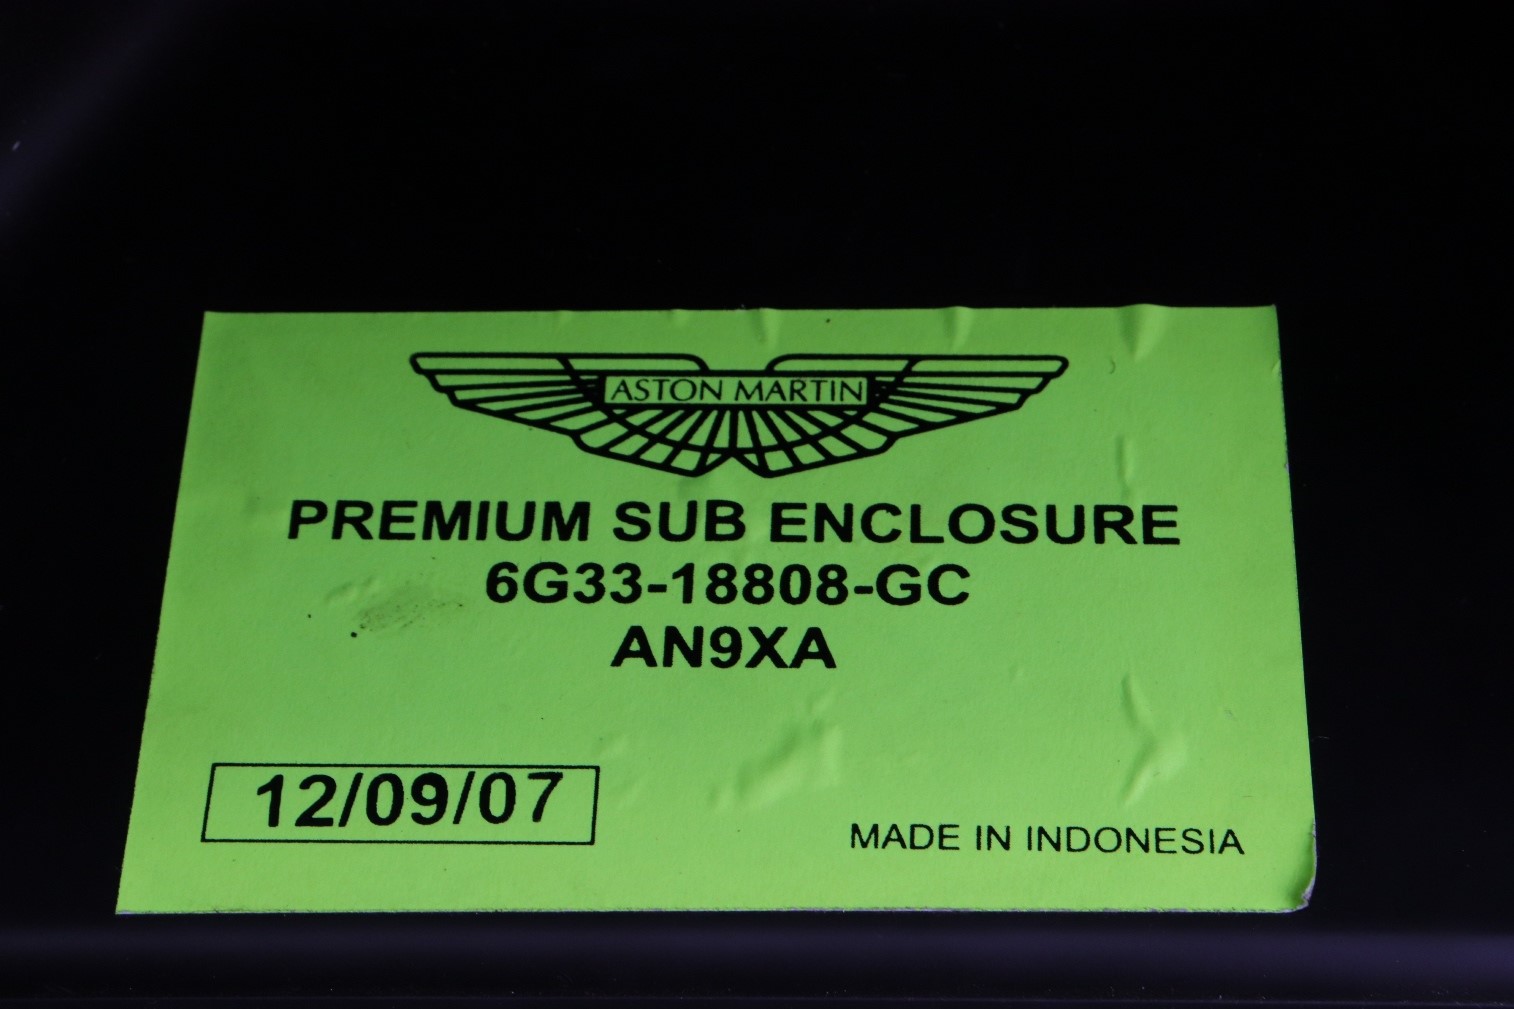 ASTON MARTIN
PREMIUM SUB ENCLOSURE
6G33-18808-GC
AN9XA
12/09/07
MADE IN INDONESIA